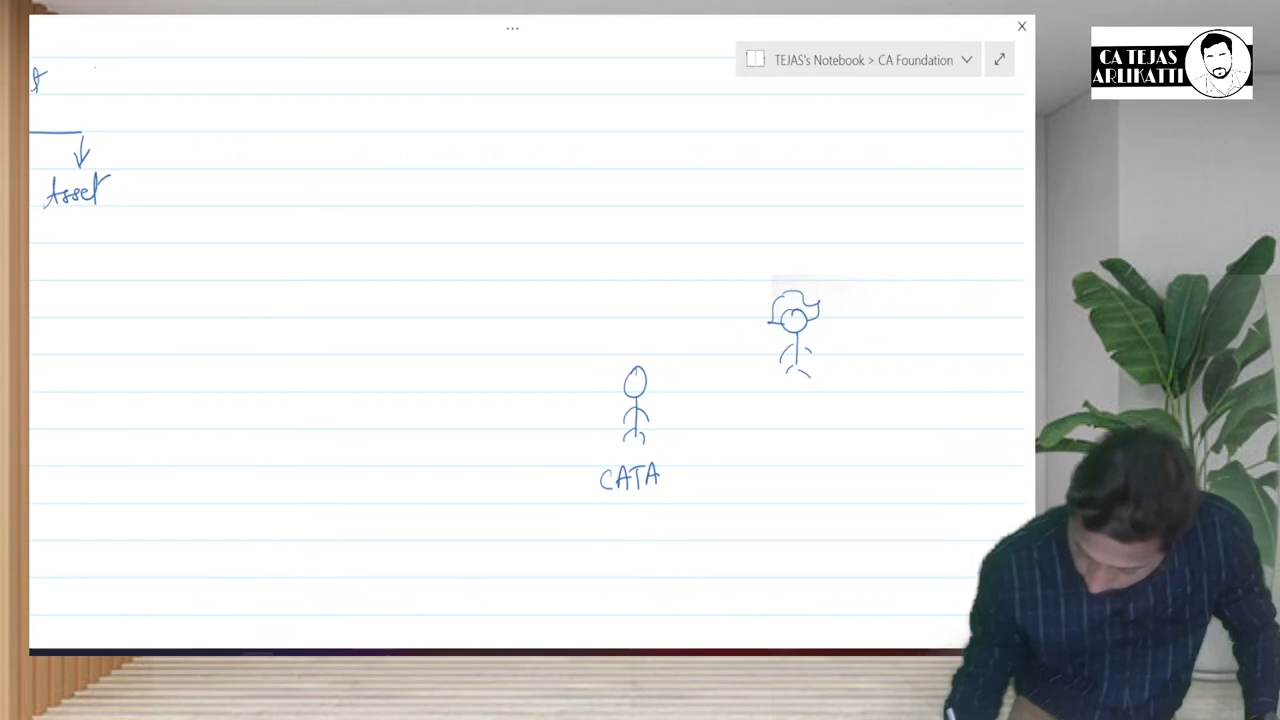 ...
X
TEJAS's Notebook > CA Foundation
CA TEJAS
ARLIKATTI
Asset
CATA